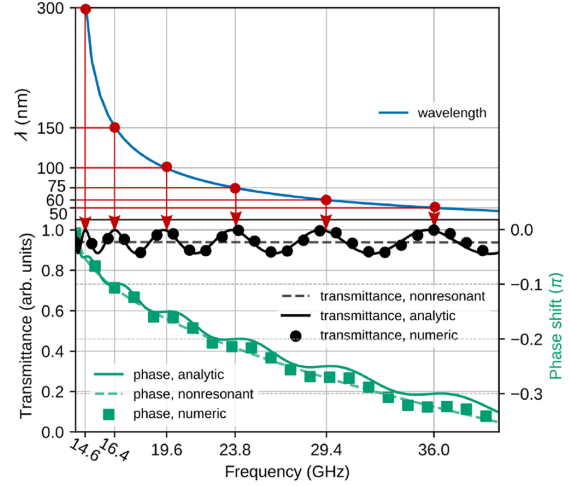 300
150
100
75
60
50
λ (nm)
wavelength
1.0
0.8
0.6
0.4
0.2
0.0
Transmittance (arb. units)
0.0
−0.1
−0.2
−0.3
Phase shift (π)
transmittance, nonresonant
transmittance, analytic
transmittance, numeric
phase, analytic
phase, nonresonant
phase, numeric
14.6 16.4 19.6 23.8 29.4 36.0
Frequency (GHz)